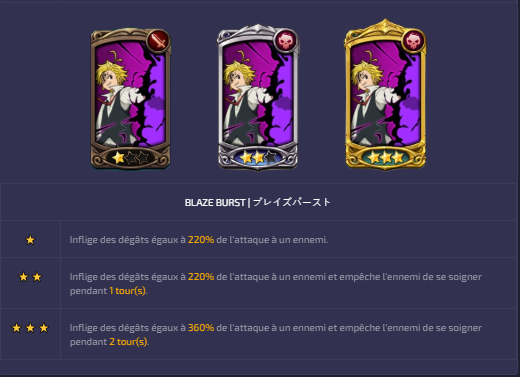 BLAZE BURST | ブレイズバースト
Inflige des dégâts égaux à 220% de l'attaque à un ennemi.
Inflige des dégâts égaux à 220% de l'attaque à un ennemi et empêche l'ennemi de se soigner
pendant 1 tour(s).
Inflige des dégâts égaux à 360% de l'attaque à un ennemi et empêche l'ennemi de se soigner
pendant 2 tour(s).